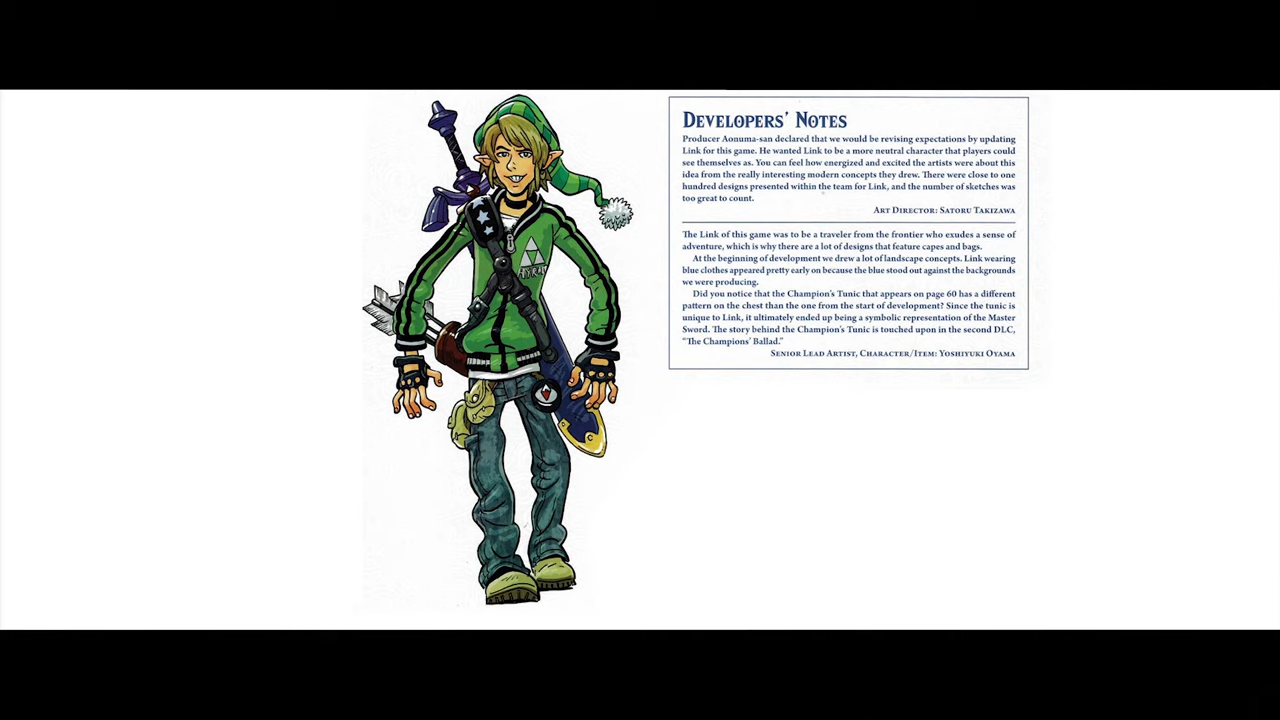 DEVELOPERS' NOTES
Producer Aonuma-san declared that we would be revising expectations by updating
Link for this game. He wanted Link to be a more neutral character that players could
see themselves as. You can feel how energized and excited the artists were about this
idea from the really interesting modern concepts they drew. There were close to one
hundred designs presented within the team for Link, and the number of sketches was
too great to count.
ART DIRECTOR: SATORU TAKIZAWA
The Link of this game was to be a traveler from the frontier who exudes a sense of
adventure, which is why there are a lot of designs that feature capes and bags.
At the beginning of development we drew a lot of landscape concepts. Link wearing
blue clothes appeared pretty early on because the blue stood out against the backgrounds
we were producing.
Did you notice that the Champion's Tunic that appears on page 60 has a different
pattern on the chest than the one from the start of development? Since the tunic is
unique to Link, it ultimately ended up being a symbolic representation of the Master
Sword. The story behind the Champion's Tunic is touched upon in the second DLC,
"The Champions' Ballad."
SENIOR LEAD ARTIST, CHARACTER/ITEM: YOSHIYUKI OYAMA